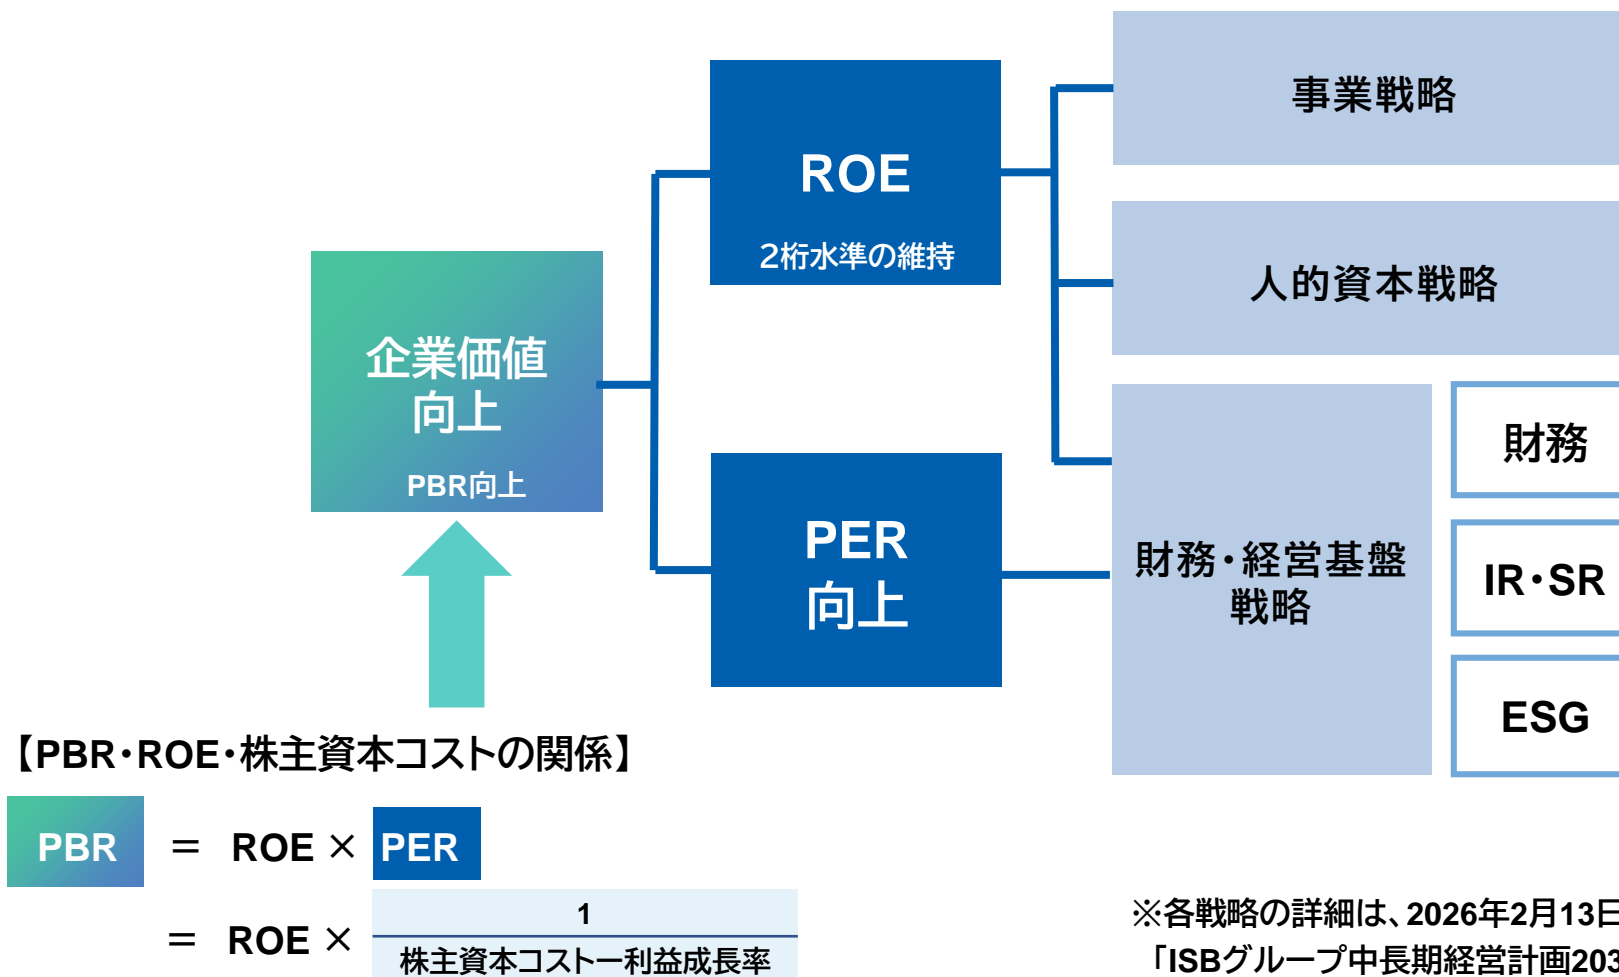 事業戦略
ROE
2桁水準の維持
人的資本戦略
企業価値
向上
PBR向上
財務
PER
向上
財務・経営基盤
戦略
IR・SR
ESG
【PBR・ROE・株主資本コストの関係】
PBR = ROE × PER
= ROE × 1
株主資本コストー利益成長率
※各戦略の詳細は、2026年2月13日
「ISBグループ中長期経営計画203